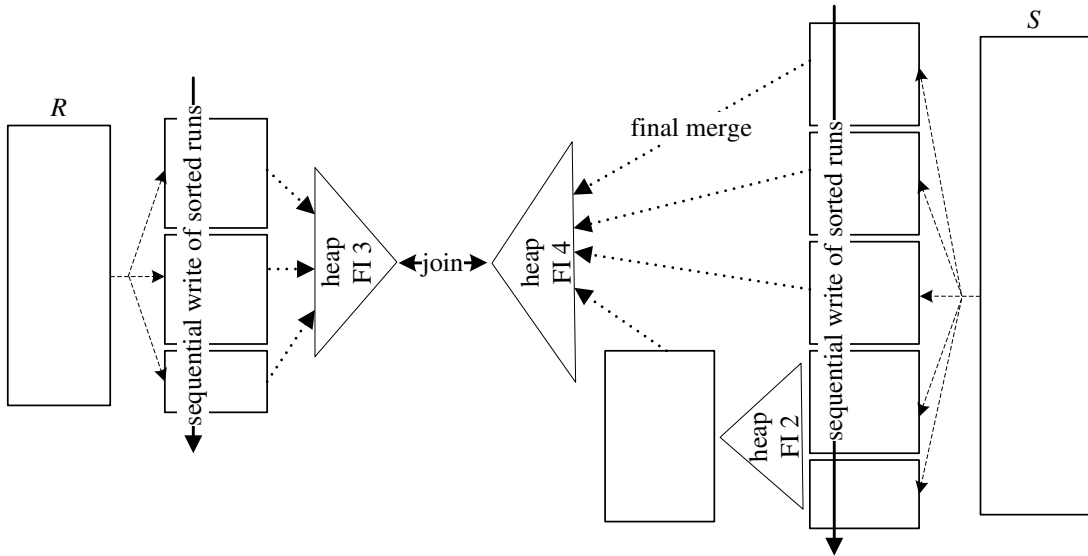 R
sequential write of sorted runs
heap
FI 3
join
heap
FI 4
final merge
heap
FI 2
sequential write of sorted runs
S